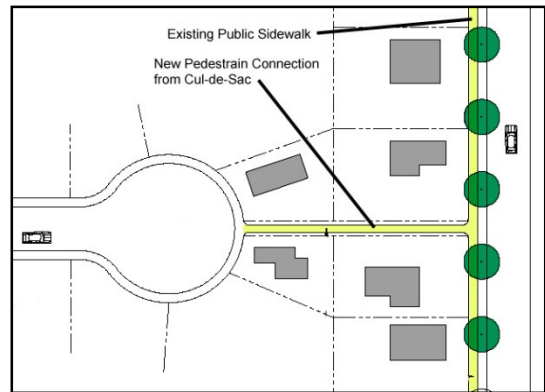 Existing Public Sidewalk
New Pedestrain Connection
from Cul-de-Sac